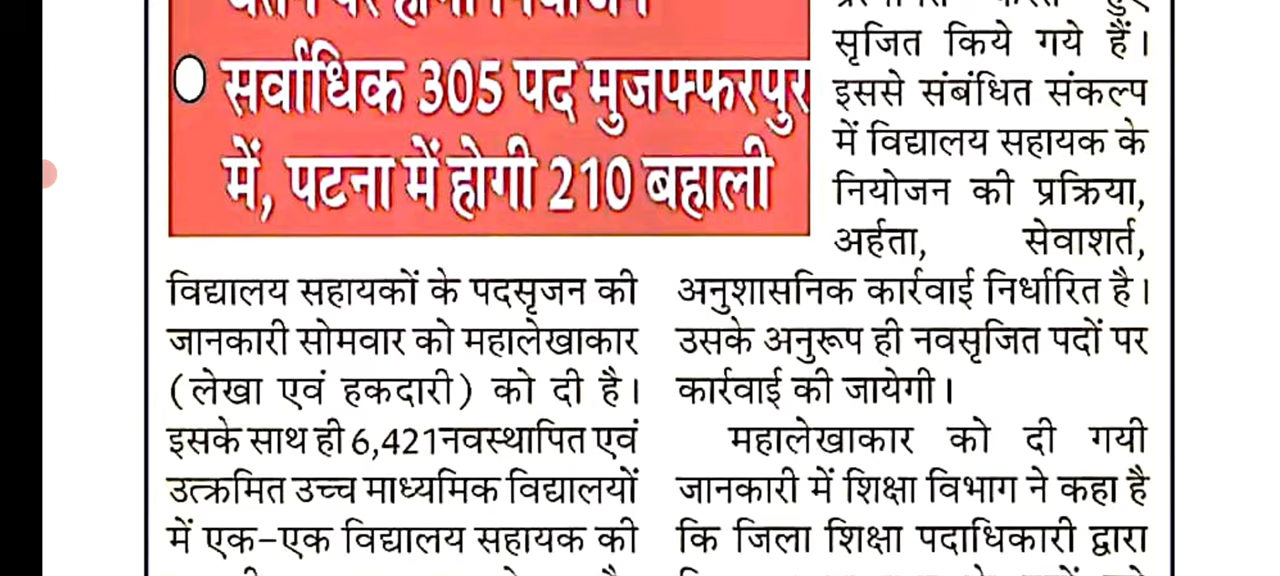 सर्वाधिक 305 पद मुजफ्फरपुर
में, पटना में होगी 210 बहाली
विद्यालय सहायकों के पदसृजन की
जानकारी सोमवार को महालेखाकार
(लेखा एवं हकदारी) को दी है।
इसके साथ ही 6,421नवस्थापित एवं
उत्क्रमित उच्च माध्यमिक विद्यालयों
में एक-एक विद्यालय सहायक की
सृजित किये गये हैं।
इससे संबंधित संकल्प
में विद्यालय सहायक के
नियोजन की प्रक्रिया,
अर्हता, सेवाशर्त,
अनुशासनिक कार्रवाई निर्धारित है।
उसके अनुरूप ही नवसृजित पदों पर
कार्रवाई की जायेगी।
महालेखाकार को दी गयी
जानकारी में शिक्षा विभाग ने कहा है
कि जिला शिक्षा पदाधिकारी द्वारा